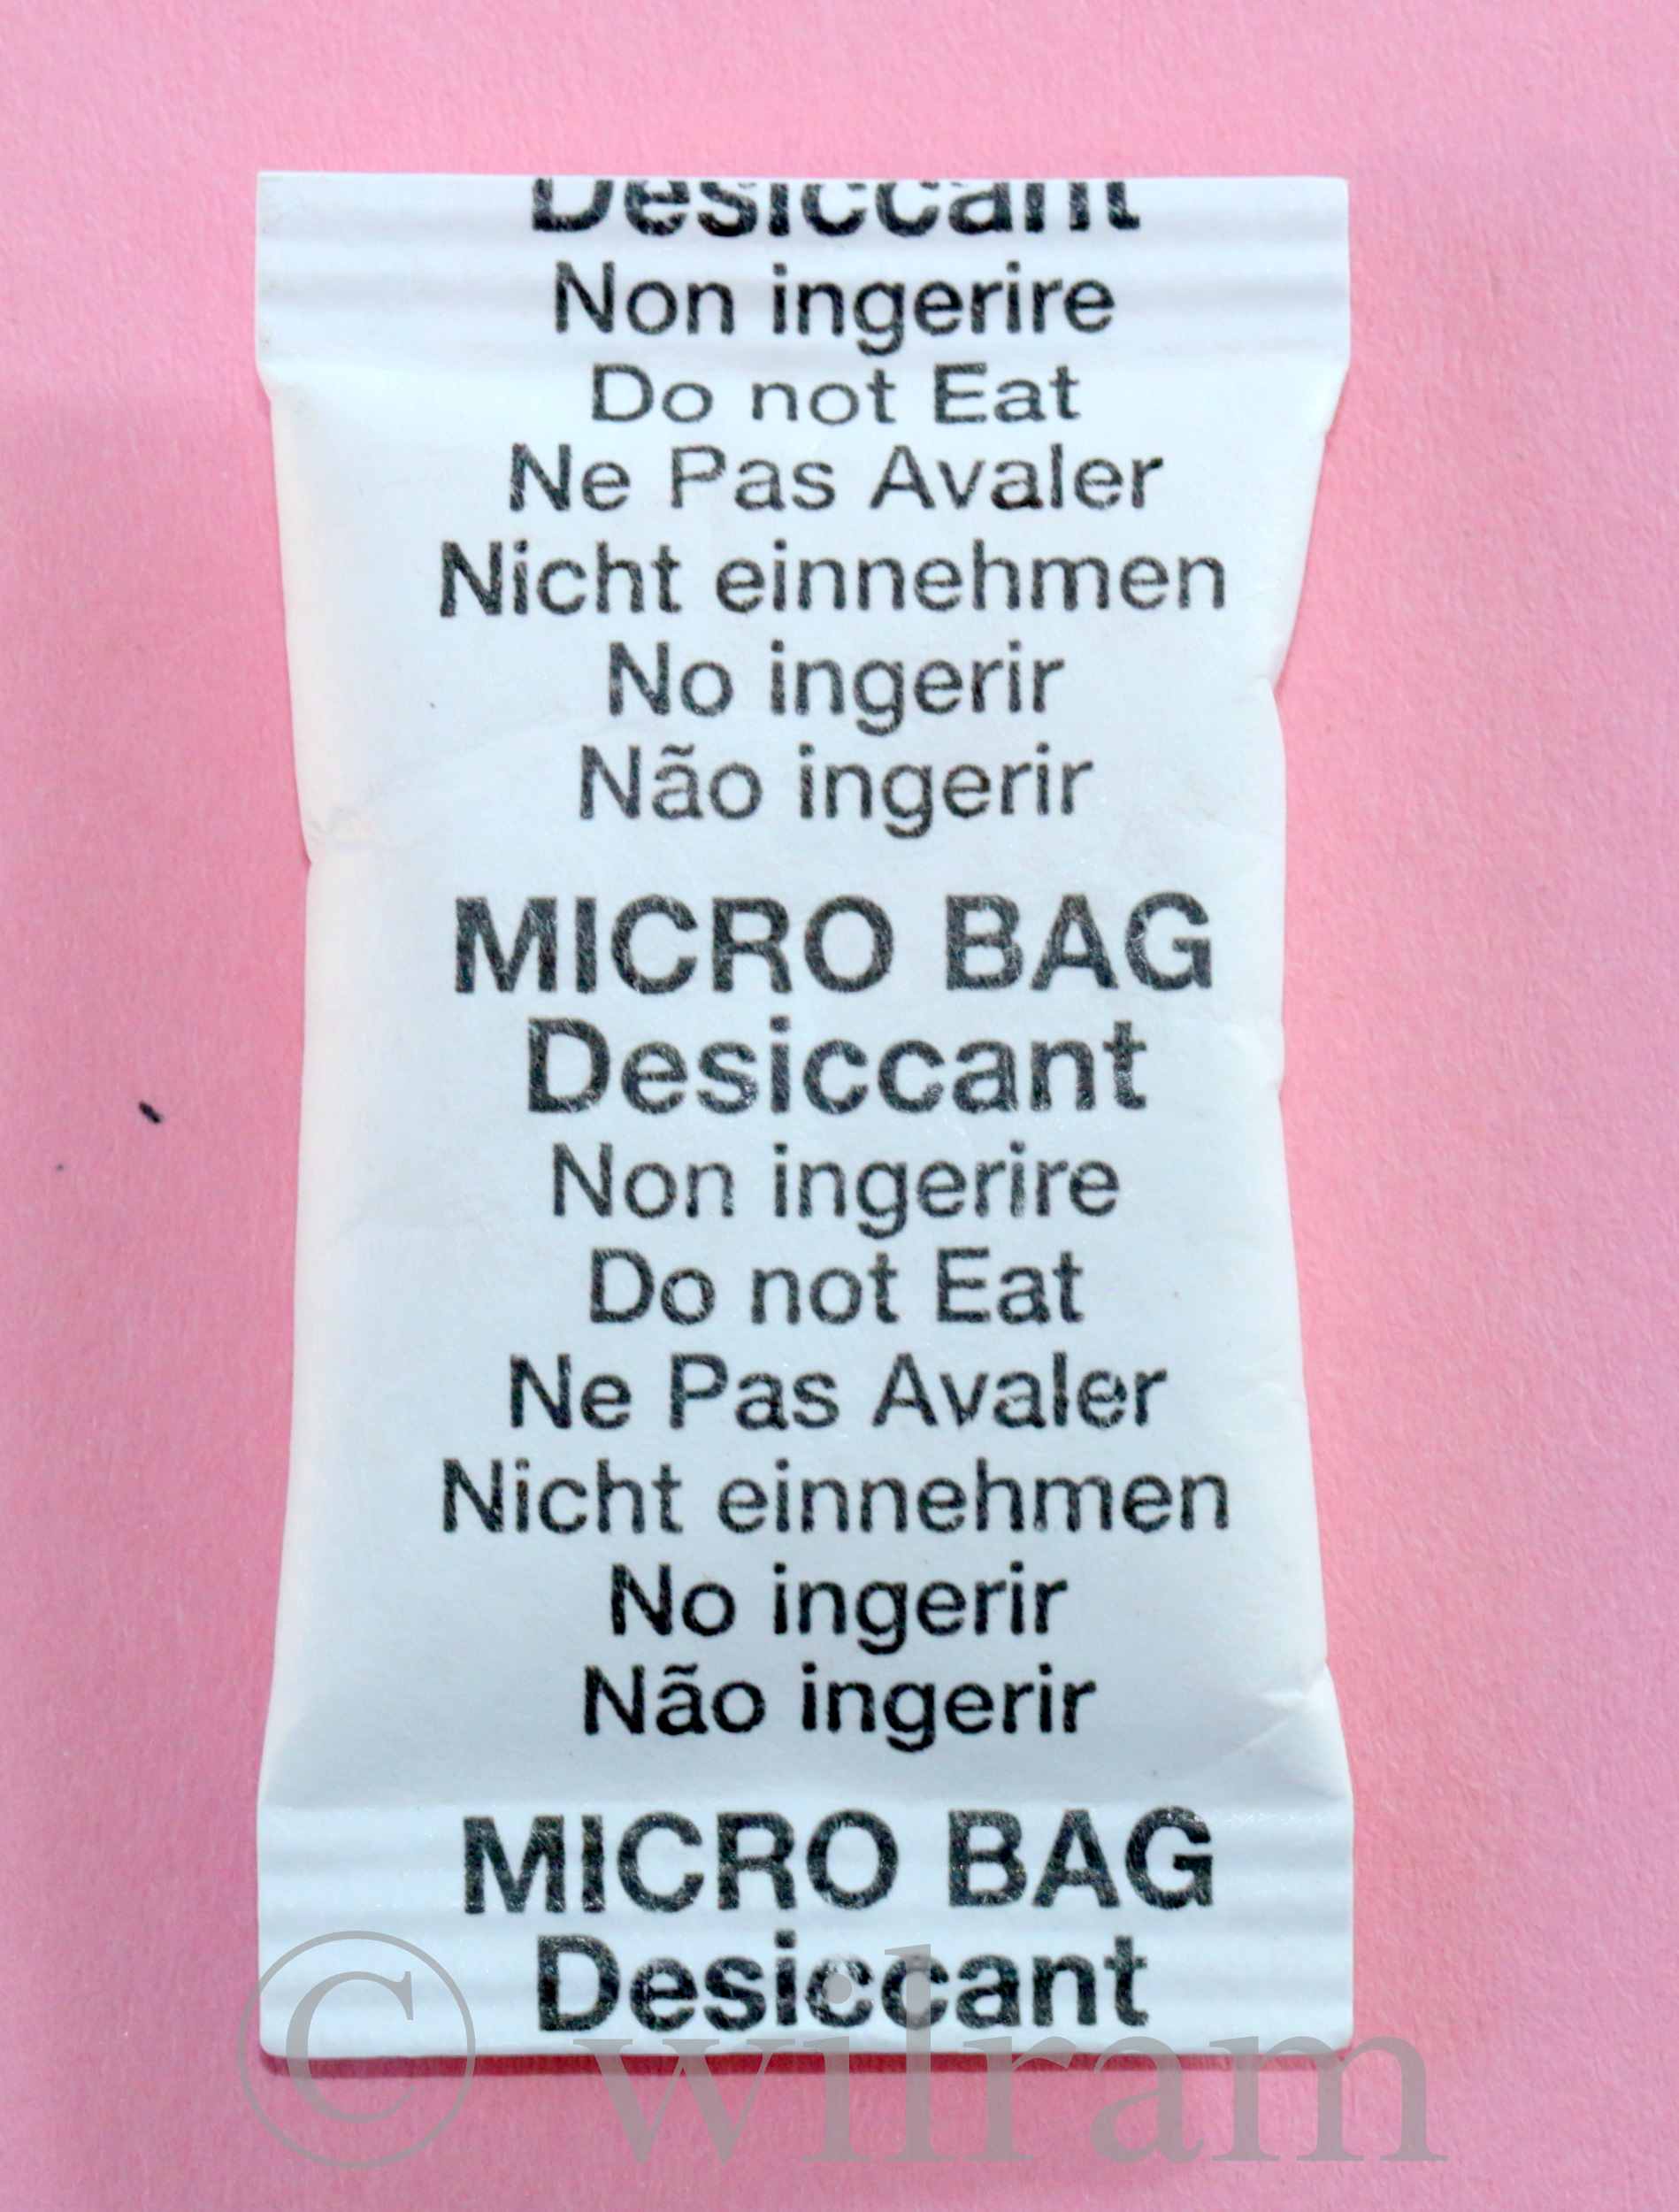 Desiccant
Non ingerire
Do not Eat
Ne Pas Avaler
Nicht einnehmen
No ingerir
Não ingerir
MICRO BAG
Desiccant
Non ingerire
Do not Eat
Ne Pas Avaler
Nicht einnehmen
No ingerir
Não ingerir
MICRO BAG
Desiccant
© wilram